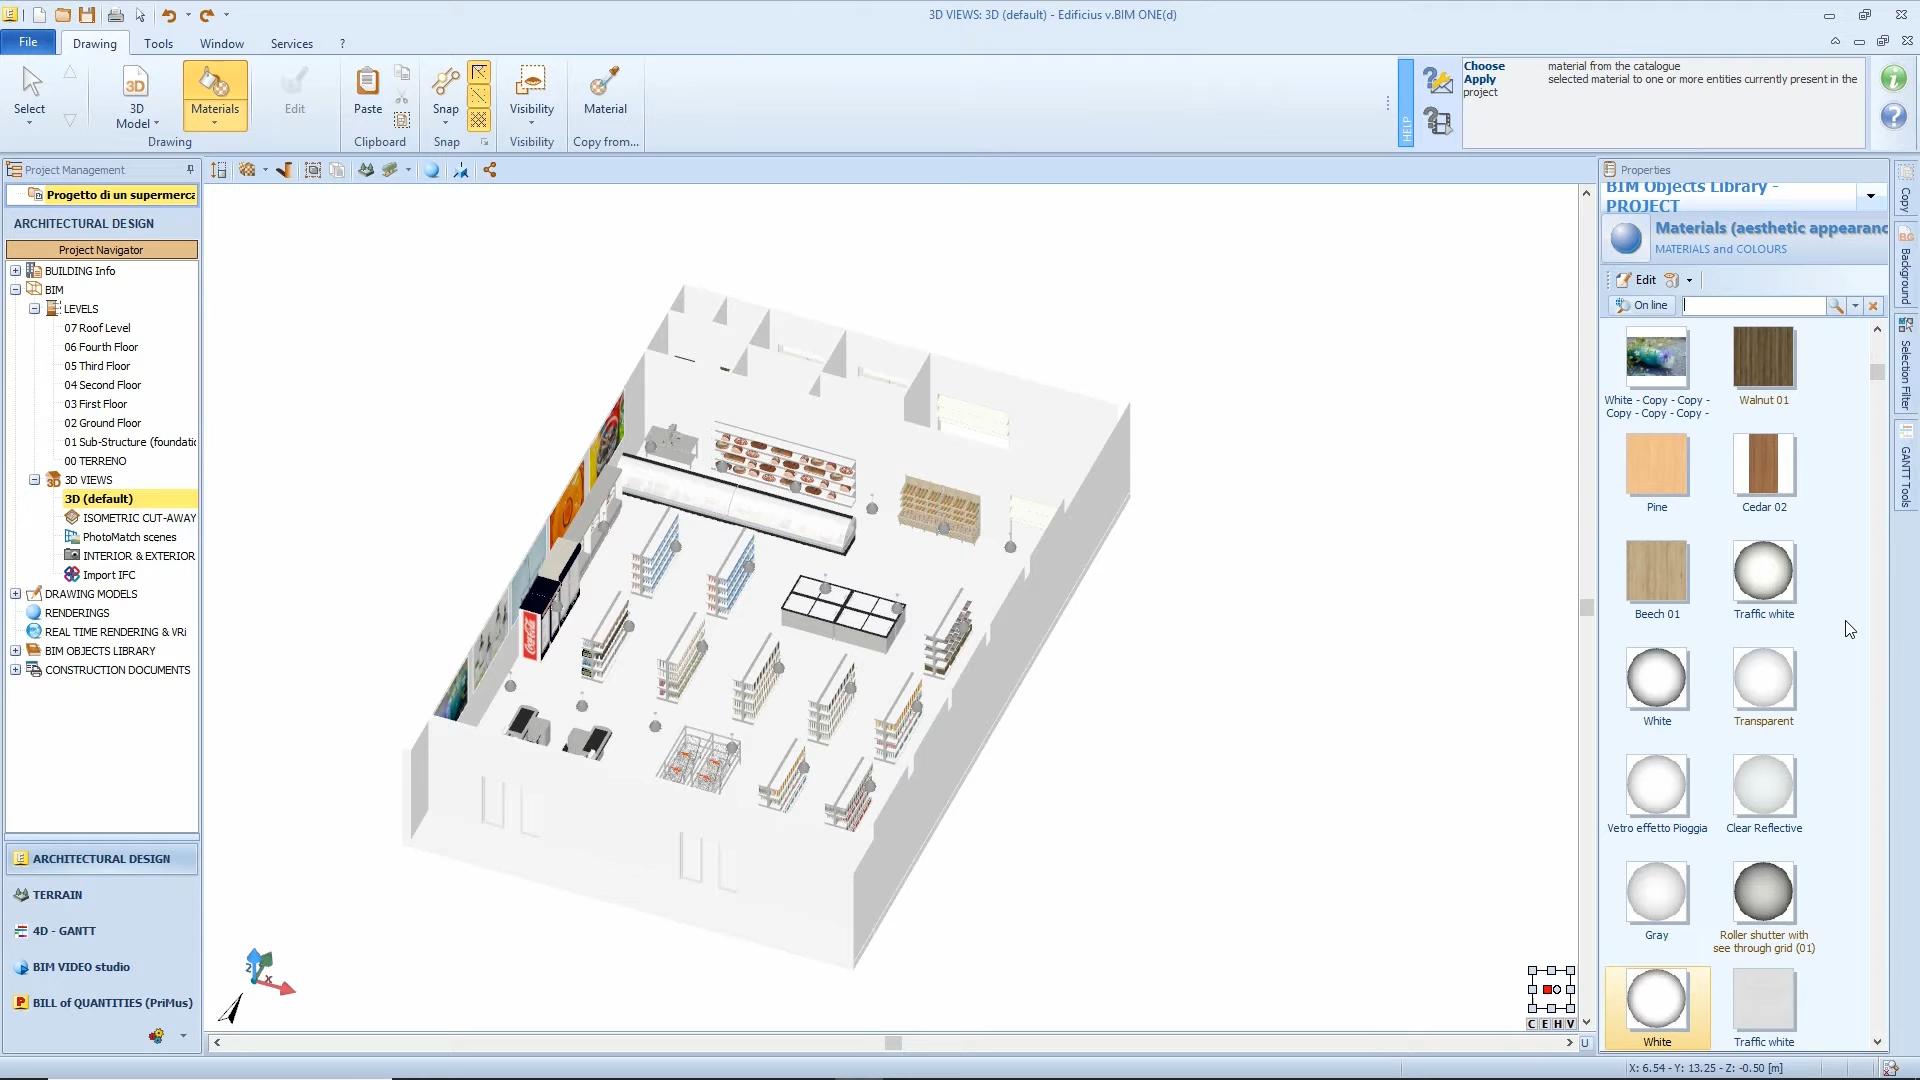 3D VIEWS: 3D (default) - Edificius v.BIM ONE(d)
File
Drawing
Tools
Window
Services
?
Select
3D
Model
Materials
Edit
Paste
Snap
Visibility
Material
Drawing
Clipboard
Snap
Visibility
Copy from...
HELP
Choose material from the catalogue
Apply selected material to one or more entities currently present in the
project
Project Management
Progetto di un supermerca
ARCHITECTURAL DESIGN
Project Navigator
BUILDING Info
BIM
LEVELS
07 Roof Level
06 Fourth Floor
05 Third Floor
04 Second Floor
03 First Floor
02 Ground Floor
01 Sub-Structure (foundatio
00 TERRENO
3D VIEWS
3D (default)
ISOMETRIC CUT-AWAY
PhotoMatch scenes
INTERIOR & EXTERIOR
Import IFC
DRAWING MODELS
RENDERINGS
REAL TIME RENDERING & VRi
BIM OBJECTS LIBRARY
CONSTRUCTION DOCUMENTS
ARCHITECTURAL DESIGN
TERRAIN
4D - GANTT
BIM VIDEO studio
BILL of QUANTITIES (PriMus)
Coca-Cola
Z
X
C E H V
U
Properties
BIM Objects Library -
PROJECT
Materials (aesthetic appearanc
MATERIALS and COLOURS
Edit
On line
White - Copy - Copy -
Copy - Copy - Copy -
Walnut 01
Pine
Cedar 02
Beech 01
Traffic white
White
Transparent
Vetro effetto Pioggia
Clear Reflective
Gray
Roller shutter with
see through grid (01)
White
Traffic white
Copy
BG
Background
Selection Filter
GANTT Tools
X: 6.54 - Y: 13.25 - Z: -0.50 [m]